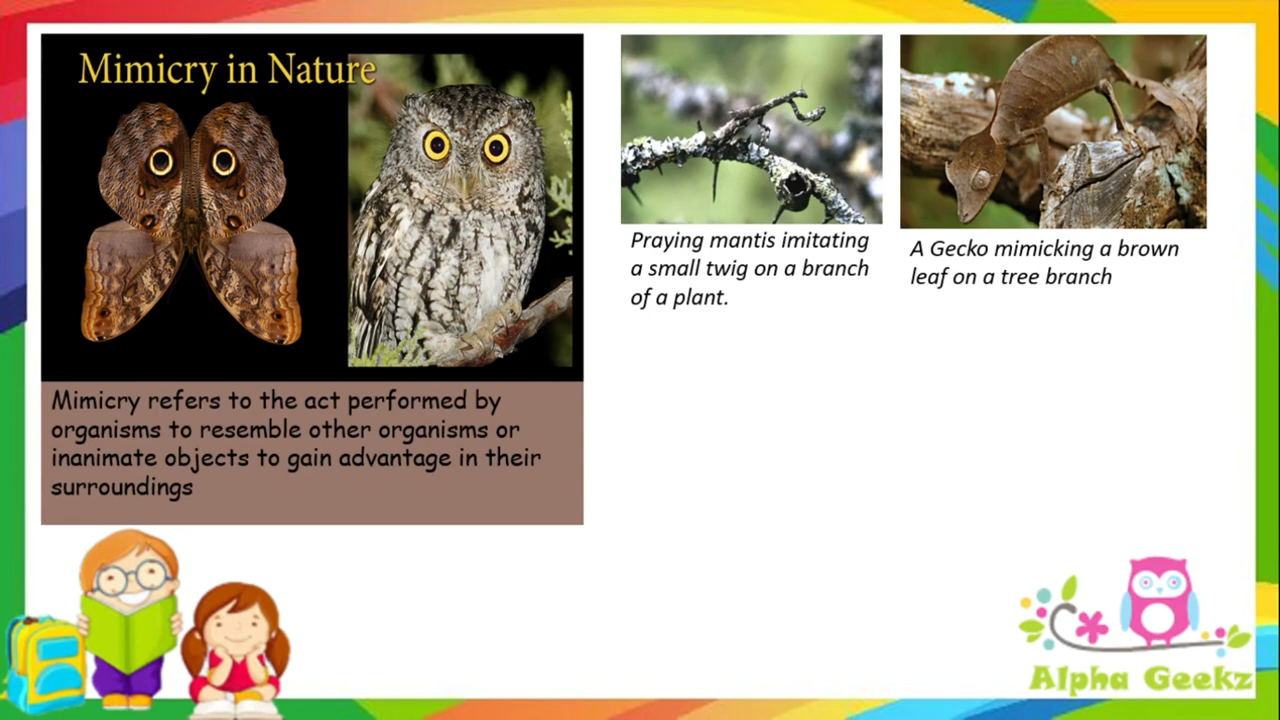 Mimicry in Nature
Mimicry refers to the act performed by
organisms to resemble other organisms or
inanimate objects to gain advantage in their
surroundings
Praying mantis imitating
a small twig on a branch
of a plant.
A Gecko mimicking a brown
leaf on a tree branch
Alpha Geekz